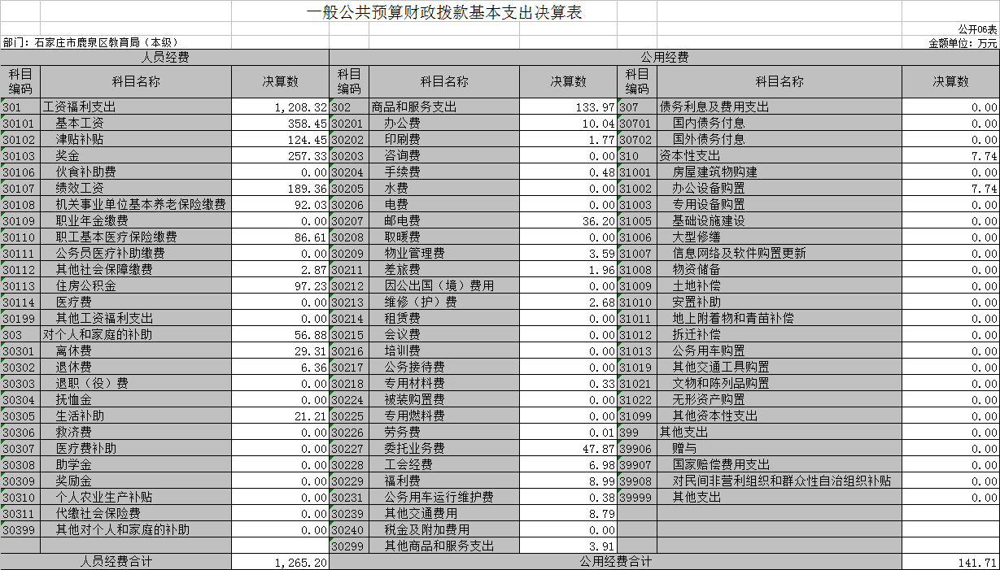 一般公共预算财政拨款基本支出决算表
公开06表
部门：石家庄市鹿泉区教育局（本级） 金额单位：万元
人员经费 公用经费
科目编码 科目名称 决算数 科目编码 科目名称 决算数 科目编码 科目名称 决算数
301 工资福利支出 1,208.32 302 商品和服务支出 133.97 307 债务利息及费用支出 0.00
30101 基本工资 358.45 30201 办公费 10.04 30701 国内债务付息 0.00
30102 津贴补贴 124.45 30202 印刷费 1.77 30702 国外债务付息 0.00
30103 奖金 257.33 30203 咨询费 0.00 310 资本性支出 7.74
30106 伙食补助费 0.00 30204 手续费 0.48 31001 房屋建筑物购建 0.00
30107 绩效工资 189.36 30205 水费 0.00 31002 办公设备购置 7.74
30108 机关事业单位基本养老保险缴费 92.03 30206 电费 0.00 31003 专用设备购置 0.00
30109 职业年金缴费 0.00 30207 邮电费 36.20 31005 基础设施建设 0.00
30110 职工基本医疗保险缴费 86.61 30208 取暖费 0.00 31006 大型修缮 0.00
30111 公务员医疗补助缴费 0.00 30209 物业管理费 3.59 31007 信息网络及软件购置更新 0.00
30112 其他社会保障缴费 2.87 30211 差旅费 1.96 31008 物资储备 0.00
30113 住房公积金 97.23 30212 因公出国（境）费用 0.00 31009 土地补偿 0.00
30114 医疗费 0.00 30213 维修（护）费 2.68 31010 安置补助 0.00
30199 其他工资福利支出 0.00 30214 租赁费 0.00 31011 地上附着物和青苗补偿 0.00
303 对个人和家庭的补助 56.88 30215 会议费 0.00 31012 拆迁补偿 0.00
30301 离休费 29.31 30216 培训费 0.00 31013 公务用车购置 0.00
30302 退休费 6.36 30217 公务接待费 0.00 31019 其他交通工具购置 0.00
30303 退职（役）费 0.00 30218 专用材料费 0.33 31021 文物和陈列品购置 0.00
30304 抚恤金 0.00 30224 被装购置费 0.00 31022 无形资产购置 0.00
30305 生活补助 21.21 30225 专用燃料费 0.00 31099 其他资本性支出 0.00
30306 救济费 0.00 30226 劳务费 0.01 399 其他支出 0.00
30307 医疗费补助 0.00 30227 委托业务费 47.87 39906 赠与 0.00
30308 助学金 0.00 30228 工会经费 6.98 39907 国家赔偿费用支出 0.00
30309 奖励金 0.00 30229 福利费 8.99 39908 对民间非营利组织和群众性自治组织补贴 0.00
30310 个人农业生产补贴 0.00 30231 公务用车运行维护费 0.38 39999 其他支出 0.00
30311 代缴社会保险费 0.00 30239 其他交通费用 8.79
30399 其他对个人和家庭的补助 0.00 30240 税金及附加费用 0.00
30299 其他商品和服务支出 3.91
人员经费合计 1,265.20 公用经费合计 141.71